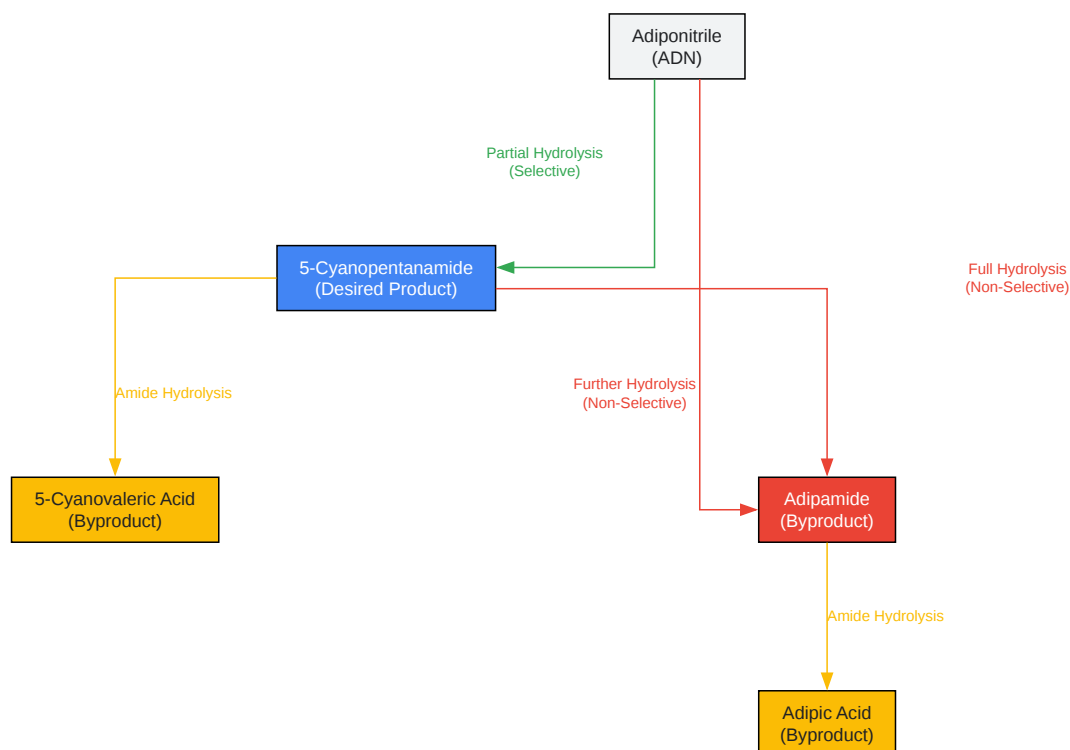 Adiponitrile
(ADN)
Partial Hydrolysis
(Selective)
5-Cyanopentanamide
(Desired Product)
Full Hydrolysis
(Non-Selective)
Amide Hydrolysis
Further Hydrolysis
(Non-Selective)
5-Cyanovaleric Acid
(Byproduct)
Adipamide
(Byproduct)
Amide Hydrolysis
Adipic Acid
(Byproduct)